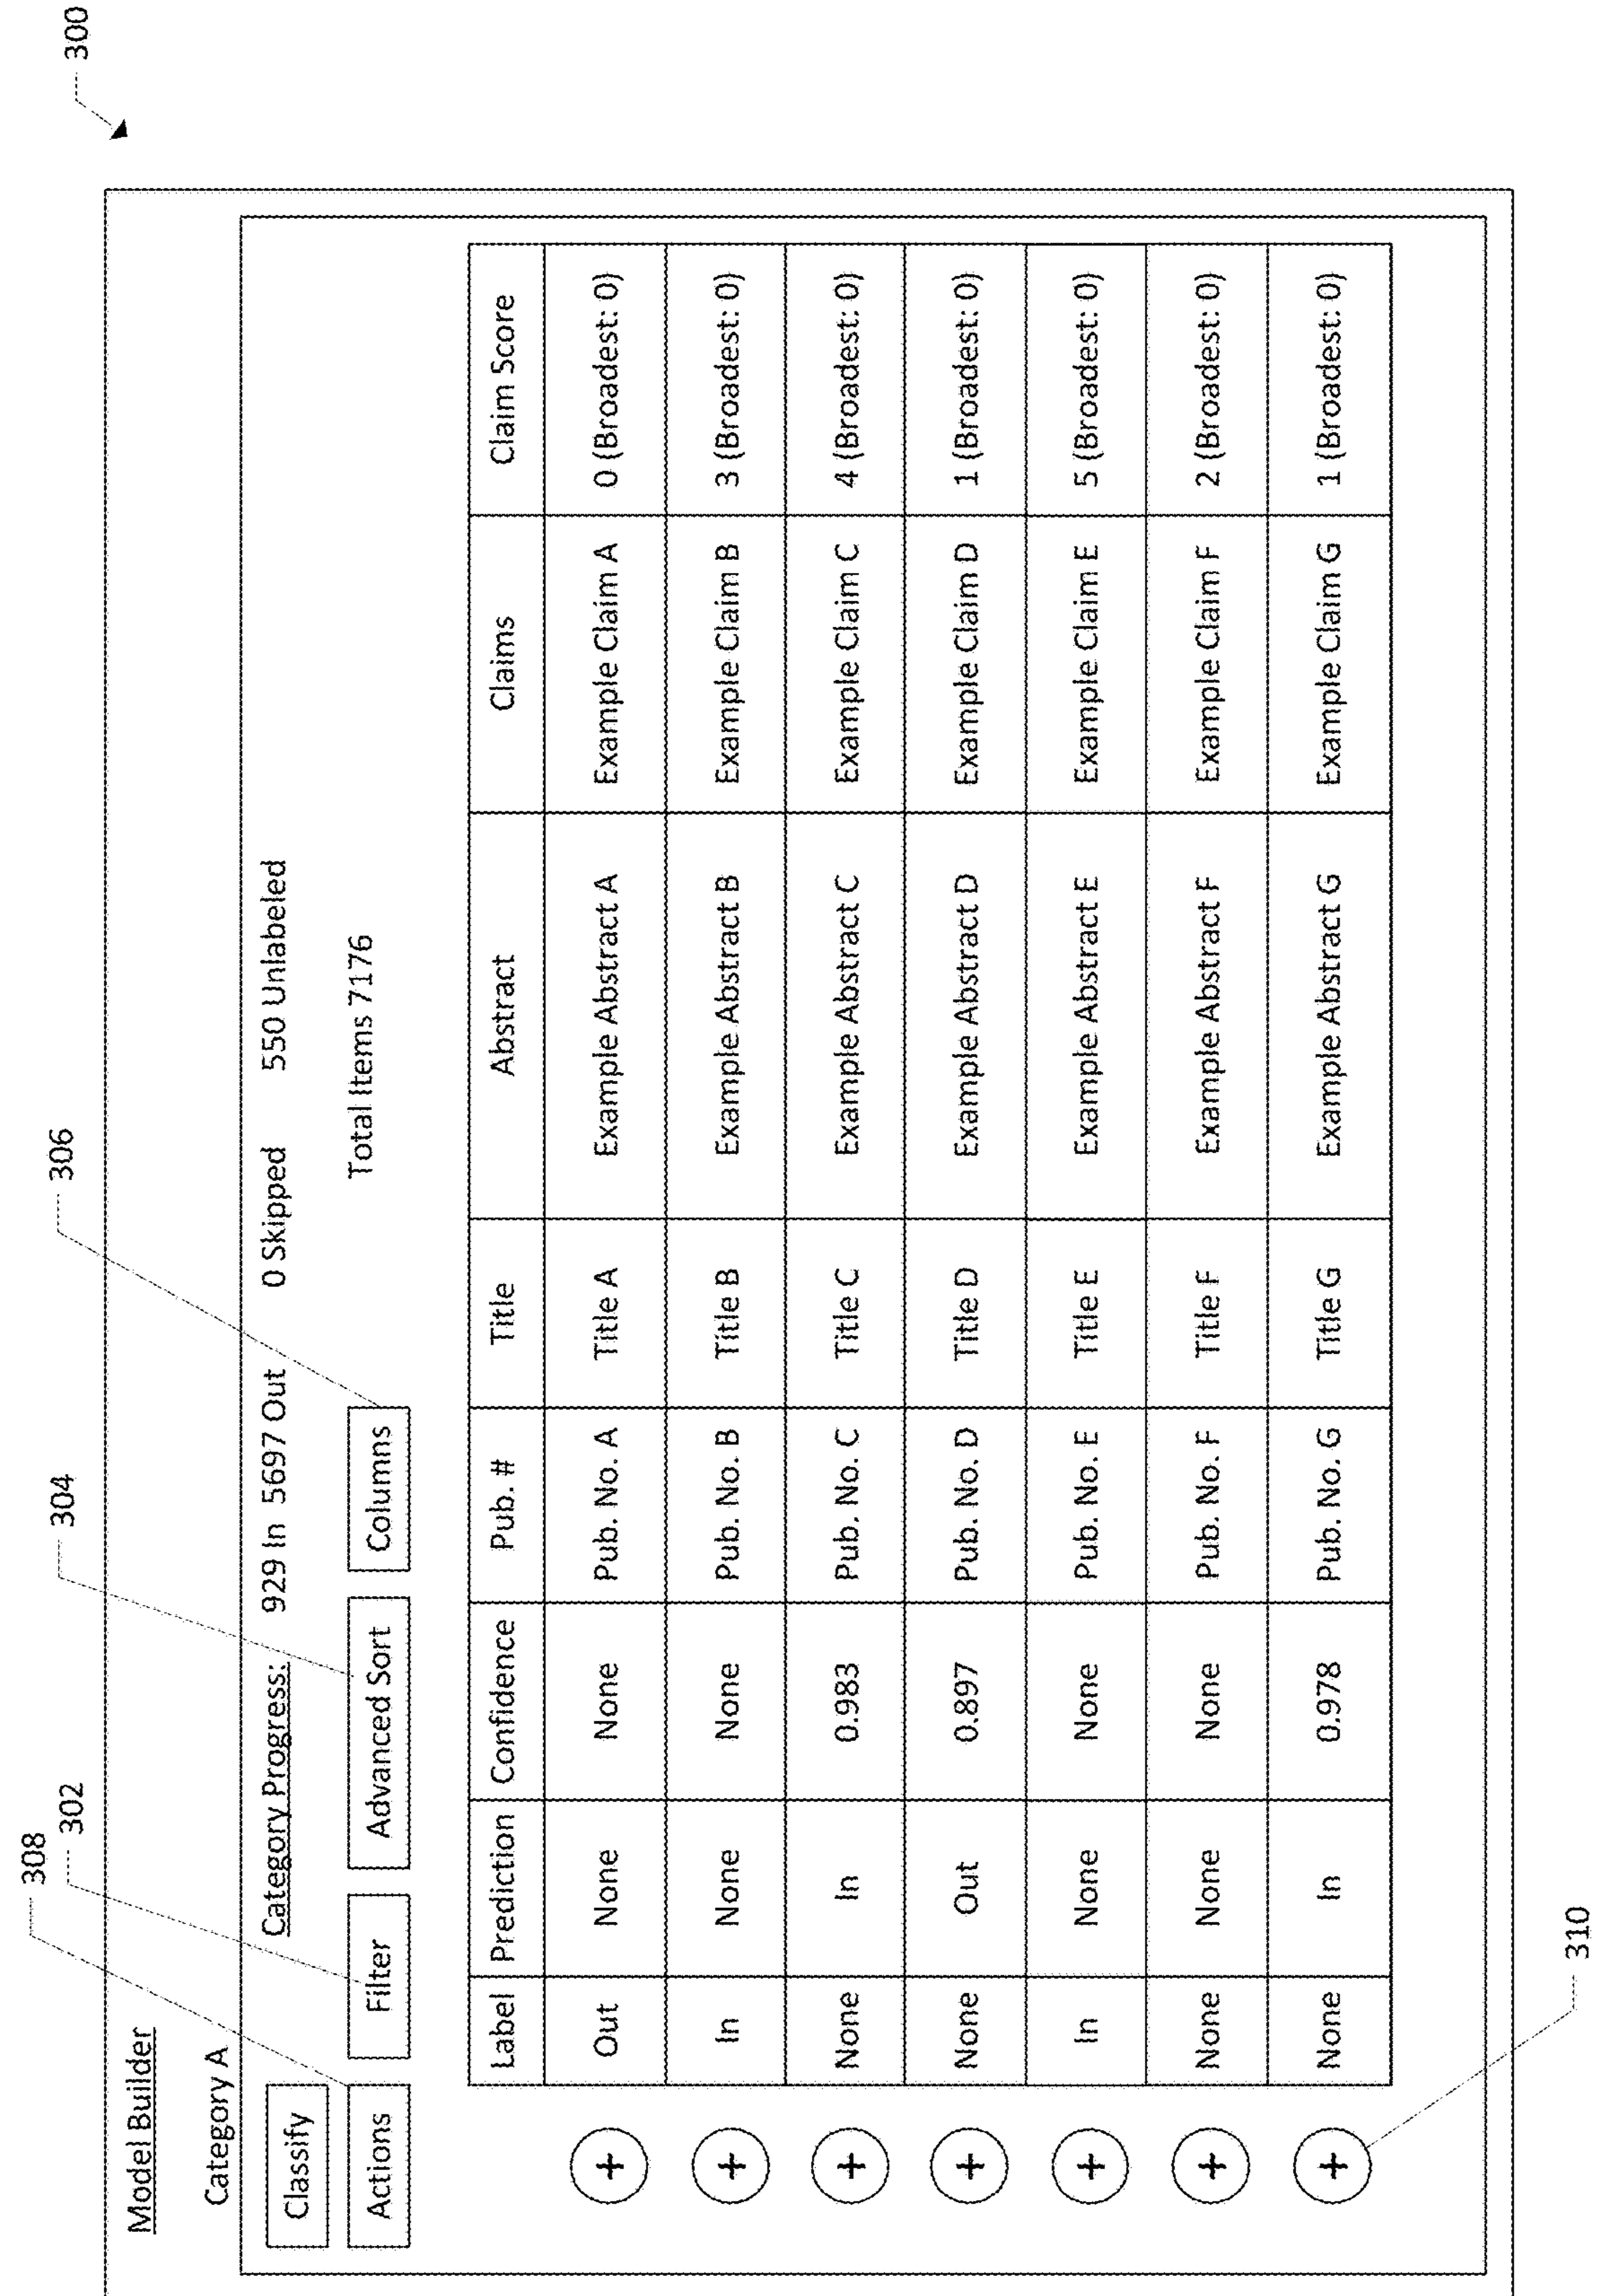 300
Model Builder
Category A
Classify
Category Progress: 929 In 5697 Out 0 Skipped 550 Unlabeled
308
302
304
306
Actions Filter Advanced Sort Columns Total Items 7176
Label Prediction Confidence Pub. # Title Abstract Claims Claim Score
+ Out None None Pub. No. A Title A Example Abstract A Example Claim A 0 (Broadest: 0)
+ In None None Pub. No. B Title B Example Abstract B Example Claim B 3 (Broadest: 0)
+ None In 0.983 Pub. No. C Title C Example Abstract C Example Claim C 4 (Broadest: 0)
+ None Out 0.897 Pub. No. D Title D Example Abstract D Example Claim D 1 (Broadest: 0)
+ In None None Pub. No. E Title E Example Abstract E Example Claim E 5 (Broadest: 0)
+ None None None Pub. No. F Title F Example Abstract F Example Claim F 2 (Broadest: 0)
+ None In 0.978 Pub. No. G Title G Example Abstract G Example Claim G 1 (Broadest: 0)
310